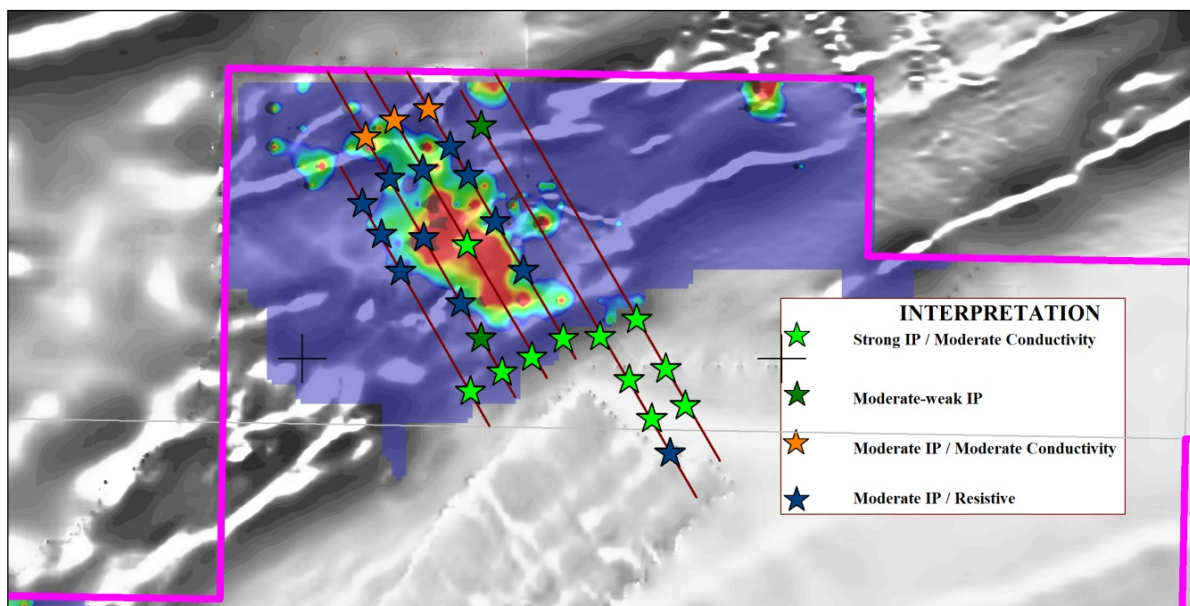 INTERPRETATION
Strong IP / Moderate Conductivity
Moderate-weak IP
Moderate IP / Moderate Conductivity
Moderate IP / Resistive